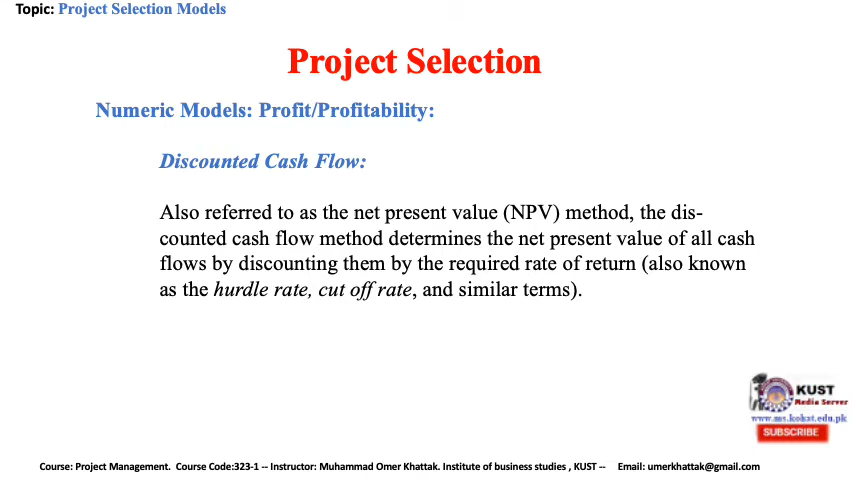 Topic: Project Selection Models
Project Selection
Numeric Models: Profit/Profitability:
Discounted Cash Flow:
Also referred to as the net present value (NPV) method, the dis-
counted cash flow method determines the net present value of all cash
flows by discounting them by the required rate of return (also known
as the hurdle rate, cut off rate, and similar terms).
KUST
Media Server
www.ms.kohat.edu.pk
SUBSCRIBE
Course: Project Management. Course Code:323-1 -- Instructor: Muhammad Omer Khattak. Institute of business studies , KUST -- Email: umerkhattak@gmail.com